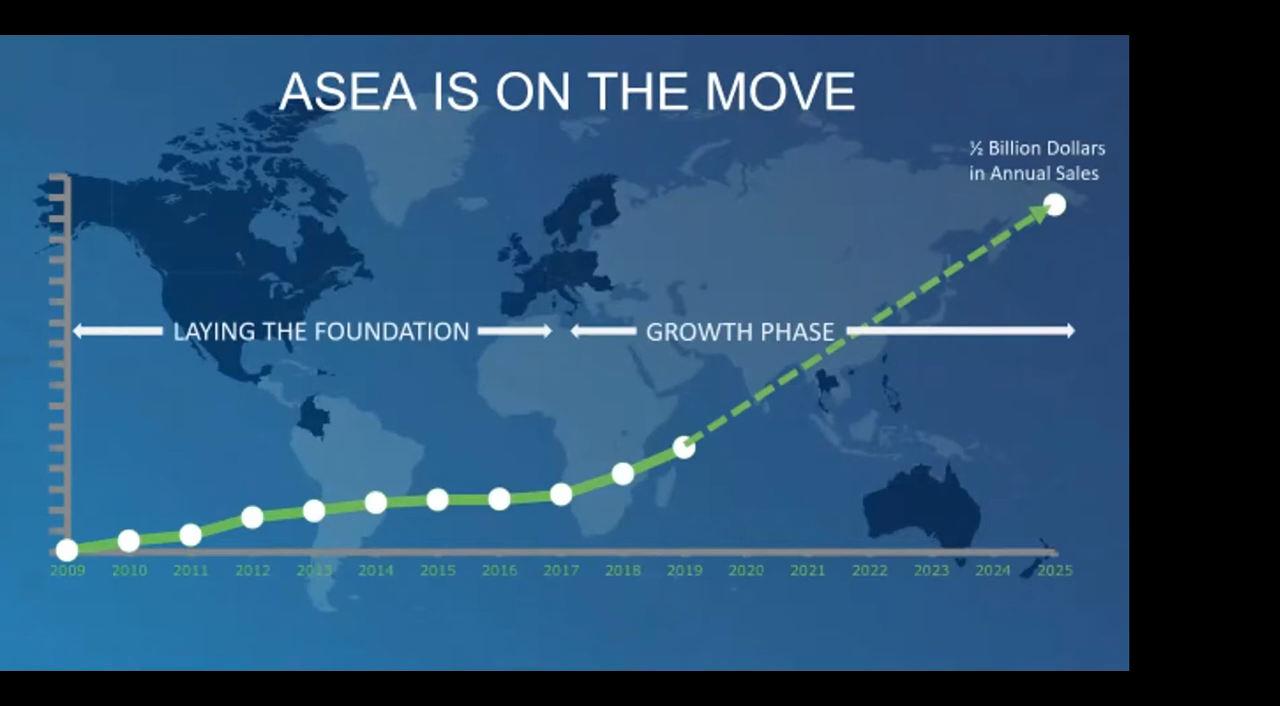 ASEA IS ON THE MOVE
½ Billion Dollars
in Annual Sales
LAYING THE FOUNDATION
GROWTH PHASE
2009 2010 2011 2012 2013 2014 2015 2016 2017 2018 2019 2020 2021 2022 2023 2024 2025